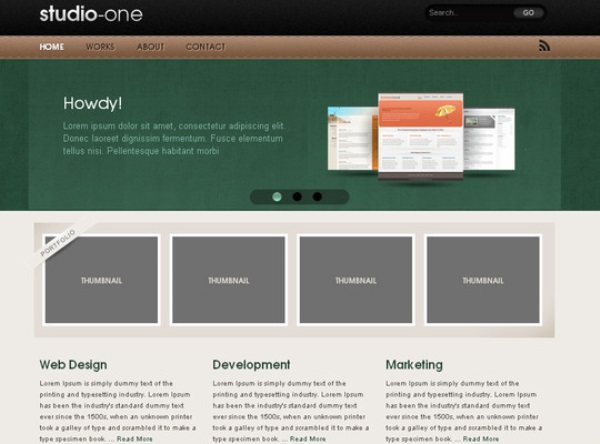 studio-one
Search...
GO
HOME
WORKS
ABOUT
CONTACT
Howdy!
Lorem ipsum dolor sit amet, consectetur adipiscing elit.
Donec laoreet dignissim fermentum. Fusce elementum
tellus nisi. Pellentesque habitant morbi
PORTFOLIO
THUMBNAIL
THUMBNAIL
THUMBNAIL
THUMBNAIL
Web Design
Lorem Ipsum is simply dummy text of the
printing and typesetting industry. Lorem Ipsum
has been the industry's standard dummy text
ever since the 1500s, when an unknown printer
took a galley of type and scrambled it to make a
type specimen book. ... Read More
Development
Lorem Ipsum is simply dummy text of the
printing and typesetting industry. Lorem Ipsum
has been the industry's standard dummy text
ever since the 1500s, when an unknown printer
took a galley of type and scrambled it to make a
type specimen book. ... Read More
Marketing
Lorem Ipsum is simply dummy text of the
printing and typesetting industry. Lorem Ipsum
has been the industry's standard dummy text
ever since the 1500s, when an unknown printer
took a galley of type and scrambled it to make a
type specimen book. ... Read More